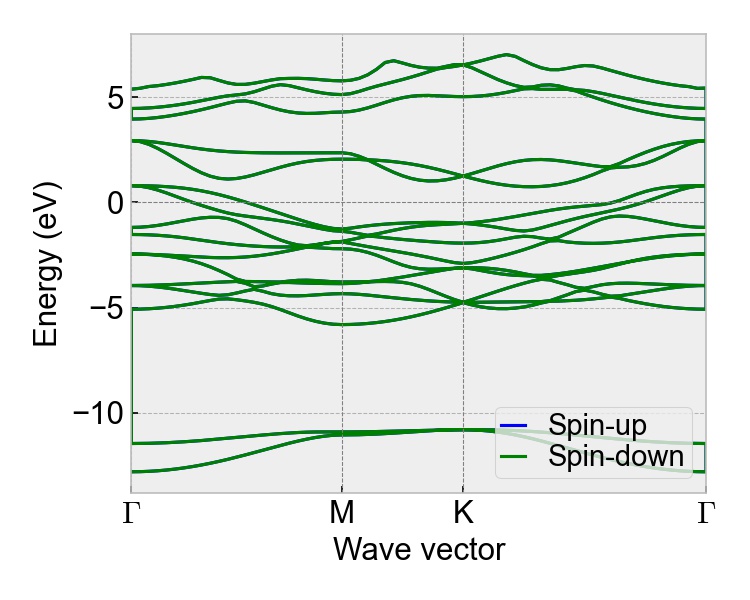 Energy (eV)
5
0
−5
−10
Spin-up
Spin-down
Γ M K Γ
Wave vector